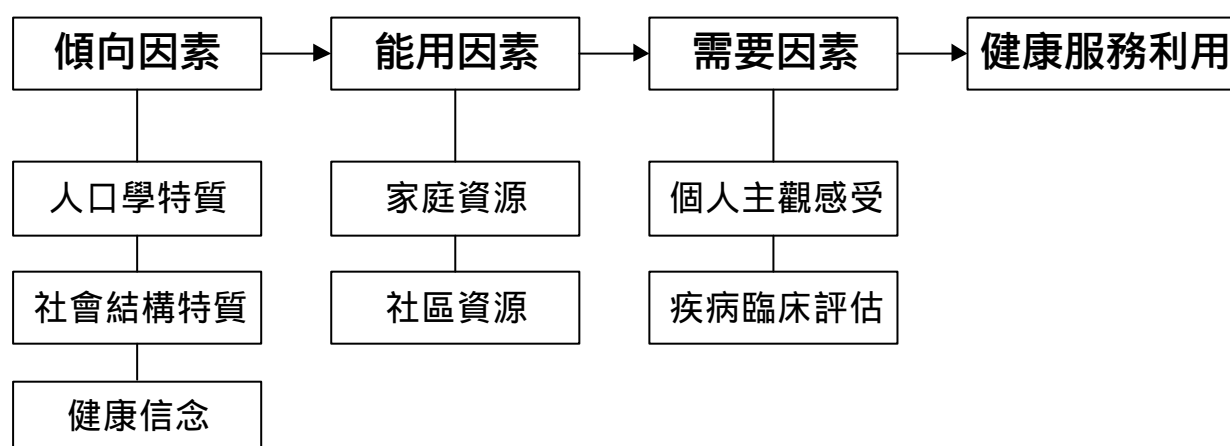 傾向因素
能用因素
需要因素
健康服務利用
人口學特質
家庭資源
個人主觀感受
社會結構特質
社區資源
疾病臨床評估
健康信念